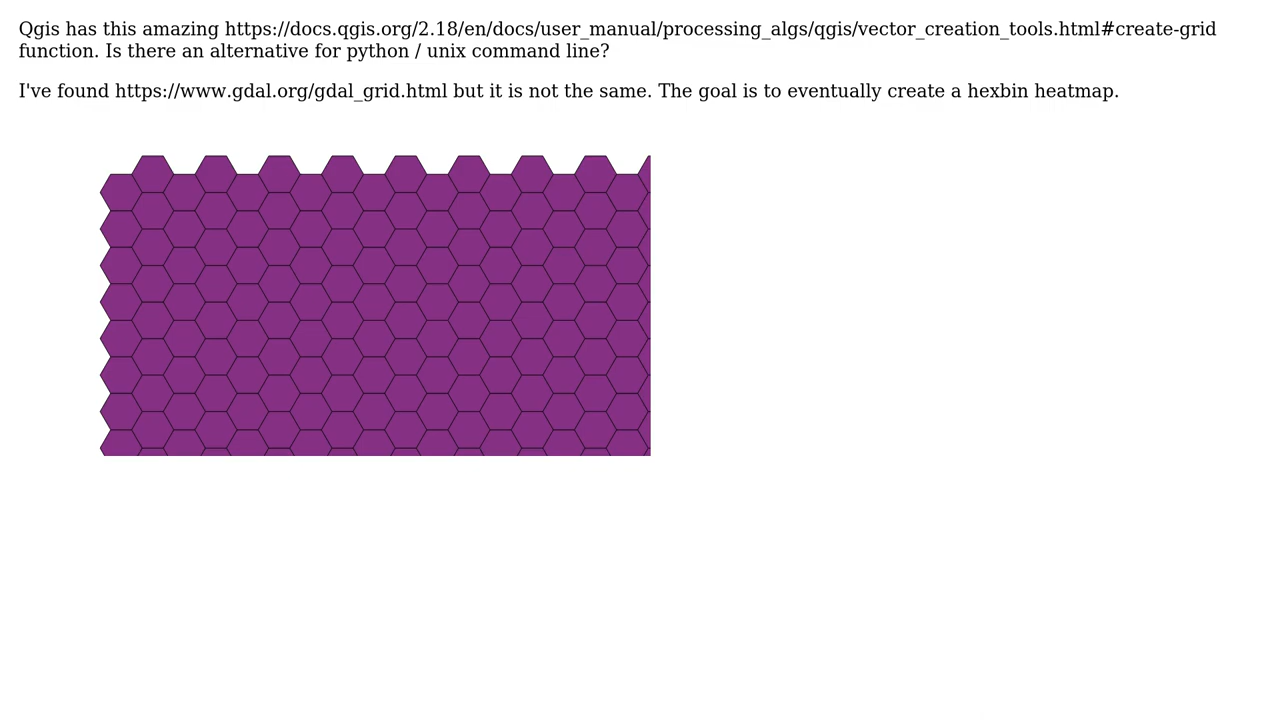 Qgis has this amazing https://docs.qgis.org/2.18/en/docs/user_manual/processing_algs/qgis/vector_creation_tools.html#create-grid
function. Is there an alternative for python / unix command line?
I've found https://www.gdal.org/gdal_grid.html but it is not the same. The goal is to eventually create a hexbin heatmap.